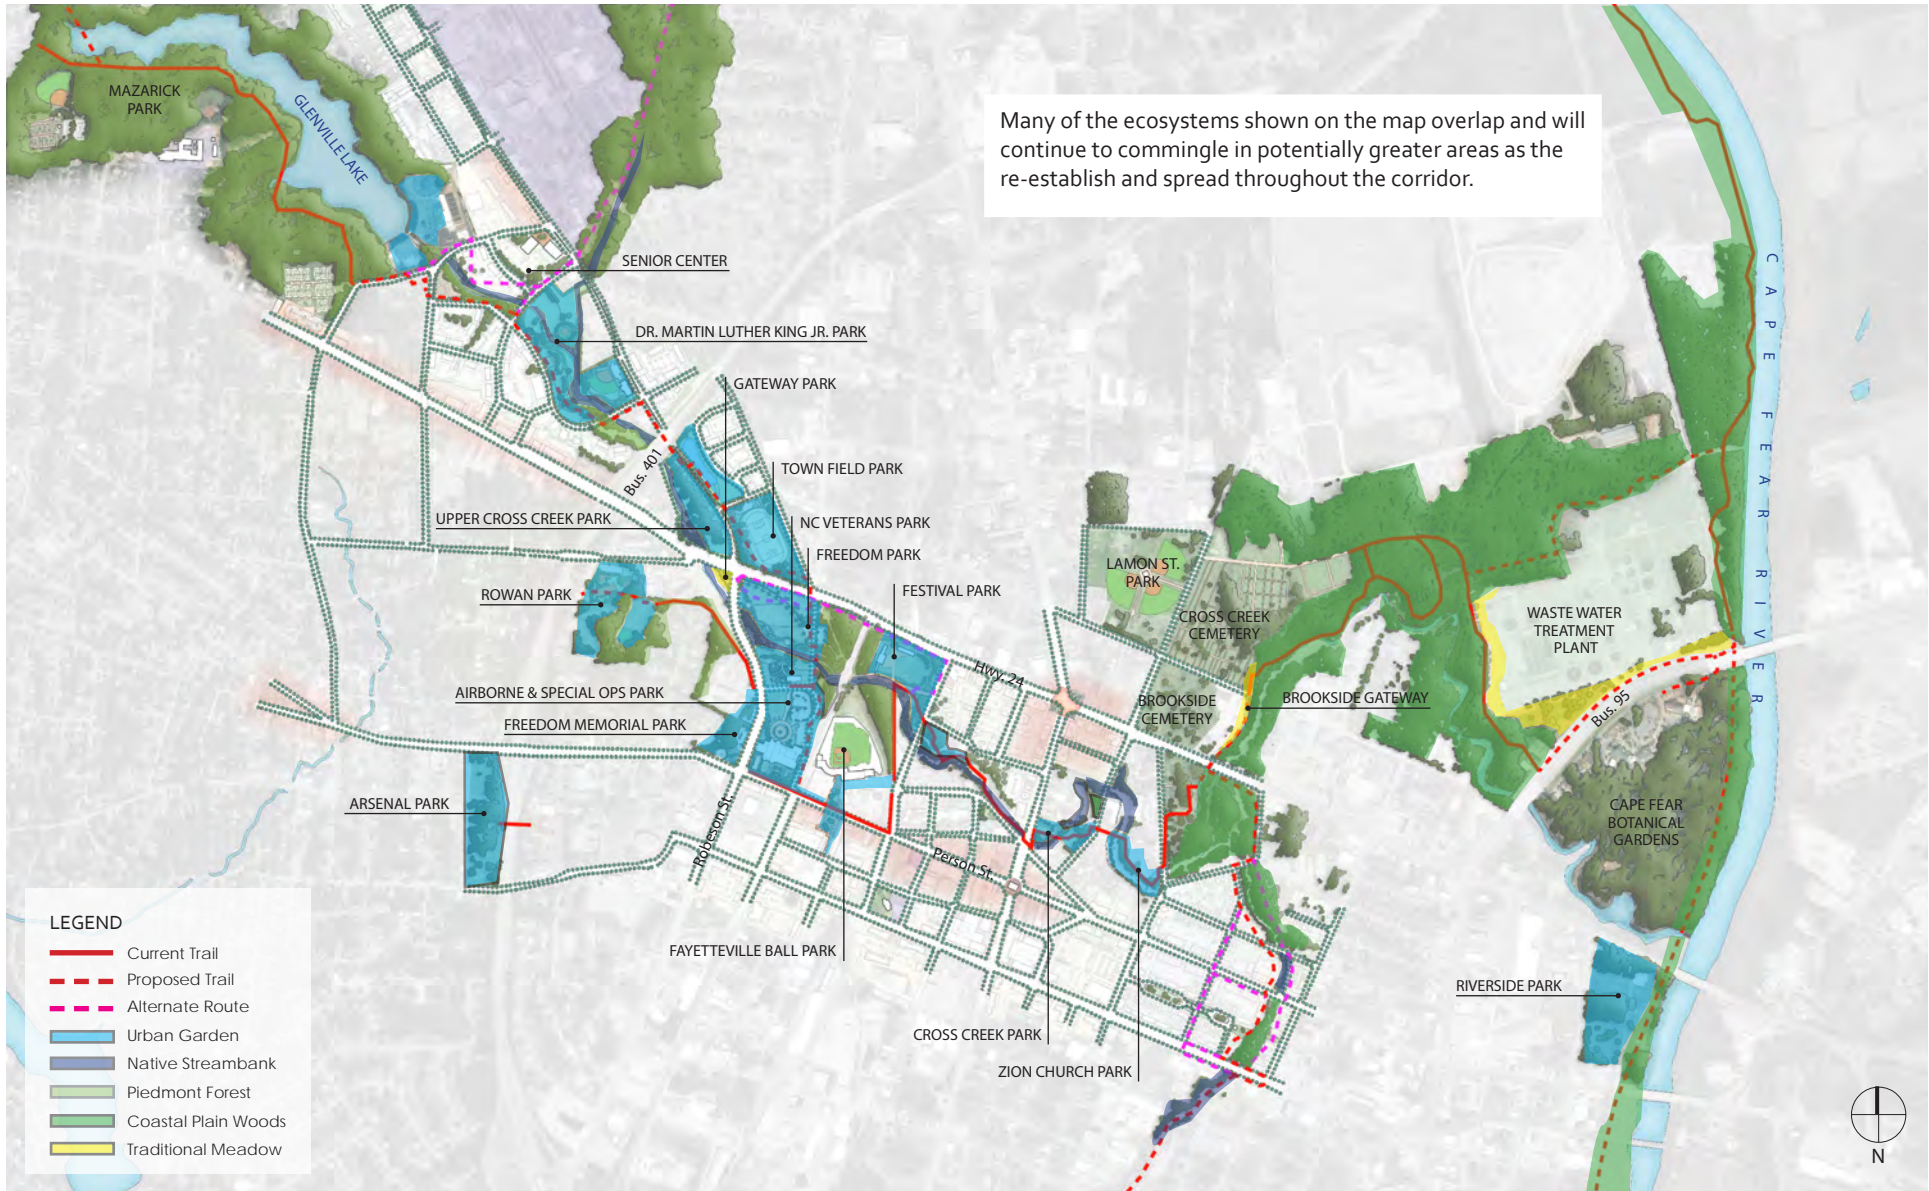 MAZARICK
PARK
GLENVILLE LAKE
Many of the ecosystems shown on the map overlap and will
continue to commingle in potentially greater areas as the
re-establish and spread throughout the corridor.
SENIOR CENTER
DR. MARTIN LUTHER KING JR. PARK
GATEWAY PARK
Bus. 401
TOWN FIELD PARK
UPPER CROSS CREEK PARK
NC VETERANS PARK
FREEDOM PARK
ROWAN PARK
FESTIVAL PARK
AIRBORNE & SPECIAL OPS PARK
FREEDOM MEMORIAL PARK
Hwy. 24
LAMON ST.
PARK
CROSS CREEK
CEMETERY
BROOKSIDE
CEMETERY
BROOKSIDE GATEWAY
WASTE WATER
TREATMENT
PLANT
Bus. 95
CAPE FEAR RIVER
CAPE FEAR
BOTANICAL
GARDENS
ARSENAL PARK
Robeson St.
Person St.
FAYETTEVILLE BALL PARK
CROSS CREEK PARK
ZION CHURCH PARK
RIVERSIDE PARK
LEGEND
Current Trail
Proposed Trail
Alternate Route
Urban Garden
Native Streambank
Piedmont Forest
Coastal Plain Woods
Traditional Meadow
N